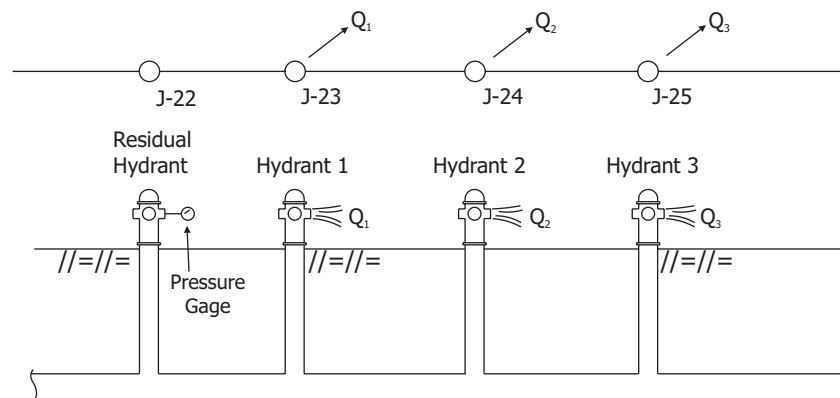 Q₁
Q₂
Q₃
J-22
J-23
J-24
J-25
Residual
Hydrant
Hydrant 1
Hydrant 2
Hydrant 3
Q₁
Q₂
Q₃
Pressure
Gage